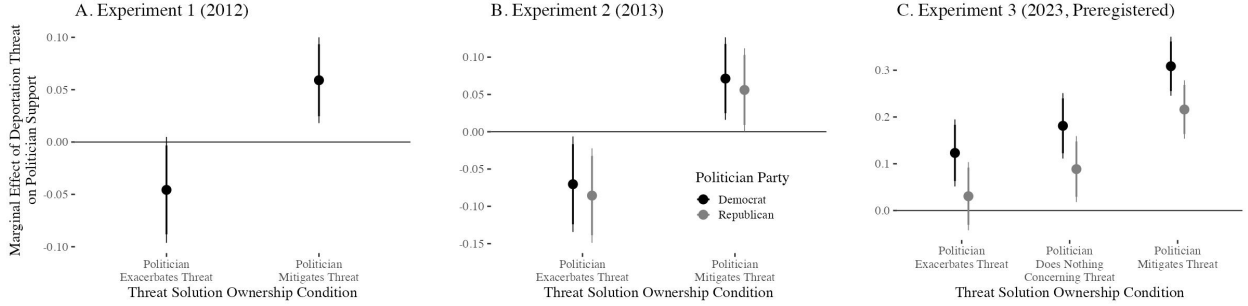 A. Experiment 1 (2012)
Marginal Effect of Deportation Threat
on Politician Support
0.10
0.05
0.00
-0.05
-0.10
Politician
Exacerbates Threat
Politician
Mitigates Threat
Threat Solution Ownership Condition
B. Experiment 2 (2013)
0.10
0.05
0.00
-0.05
-0.10
-0.15
Politician Party
Democrat
Republican
Politician
Exacerbates Threat
Politician
Mitigates Threat
Threat Solution Ownership Condition
C. Experiment 3 (2023, Preregistered)
0.3
0.2
0.1
0.0
Politician
Exacerbates Threat
Politician
Does Nothing
Concerning Threat
Politician
Mitigates Threat
Threat Solution Ownership Condition